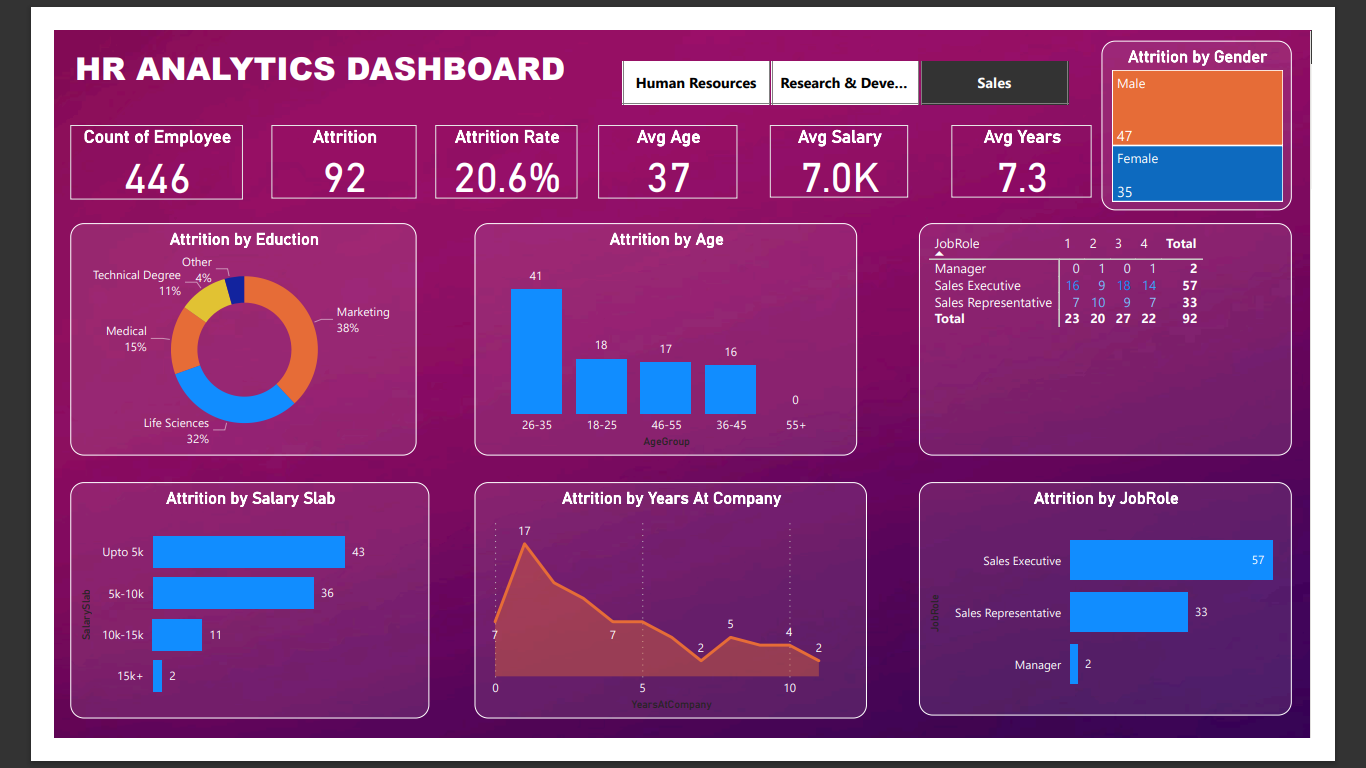 HR ANALYTICS DASHBOARD
Human Resources
Research & Deve...
Sales
Attrition by Gender
Male
47
Female
35
Count of Employee
446
Attrition
92
Attrition Rate
20.6%
Avg Age
37
Avg Salary
7.0K
Avg Years
7.3
Attrition by Eduction
Other
4%
Technical Degree
11%
Medical
15%
Life Sciences
32%
Marketing
38%
Attrition by Age
41
18
17
16
0
26-35 18-25 46-55 36-45 55+
AgeGroup
JobRole 1 2 3 4 Total
Manager 0 1 0 1 2
Sales Executive 16 9 18 14 57
Sales Representative 7 10 9 7 33
Total 23 20 27 22 92
Attrition by Salary Slab
SalarySlab
Upto 5k 43
5k-10k 36
10k-15k 11
15k+ 2
Attrition by Years At Company
17
7
7
2
5
4
2
0 5 10
YearsAtCompany
Attrition by JobRole
JobRole
Sales Executive 57
Sales Representative 33
Manager 2